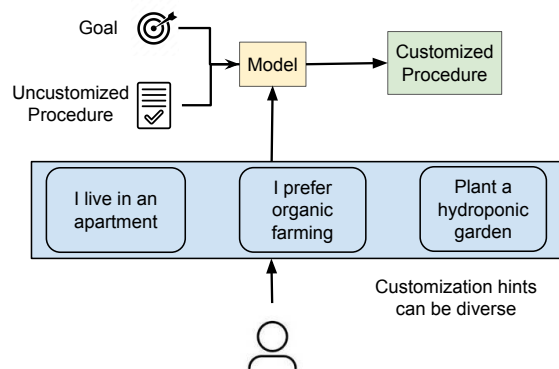 Goal
Uncustomized
Procedure
Model
Customized
Procedure
I live in an
apartment
I prefer
organic
farming
Plant a
hydroponic
garden
Customization hints
can be diverse